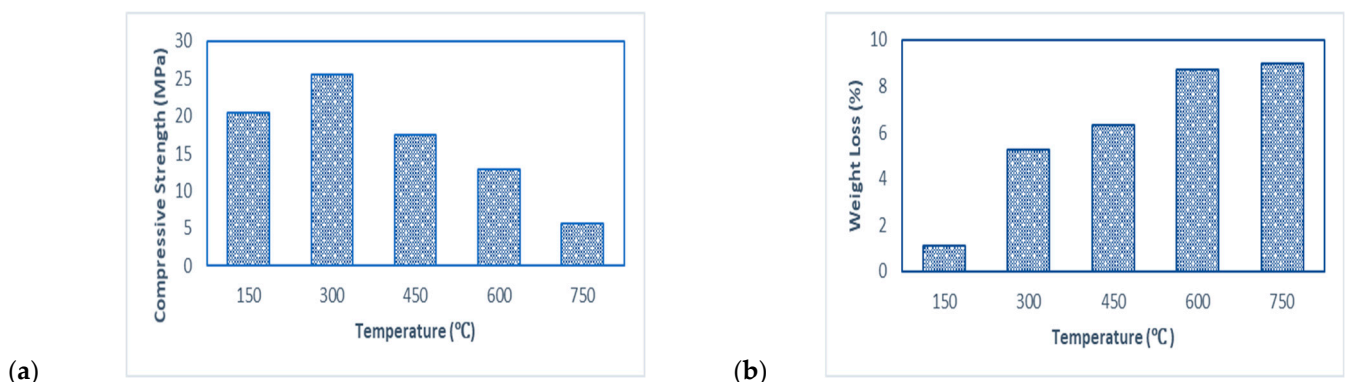 (a)
Compressive Strength (MPa)
30
25
20
15
10
5
0
150 300 450 600 750
Temperature (℃)
(b)
Weight Loss (%)
10
8
6
4
2
0
150 300 450 600 750
Temperature (℃)